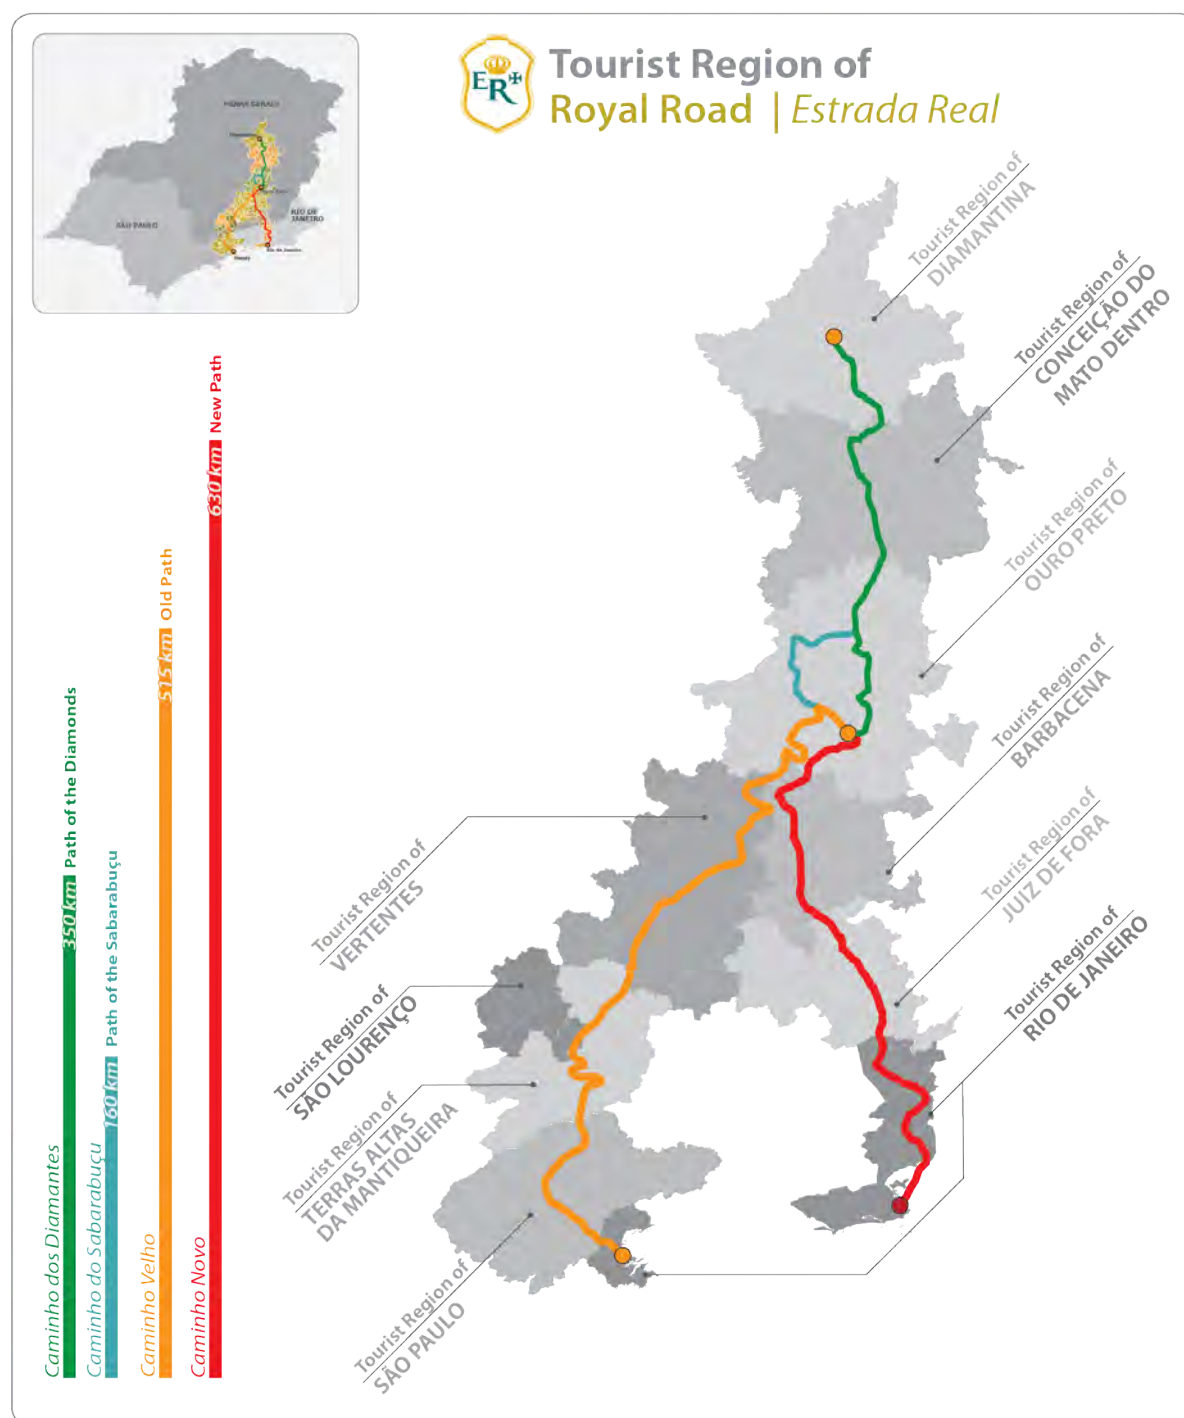 MINAS GERAIS
SÃO PAULO
RIO DE
JANEIRO
ER
Tourist Region of
Royal Road | Estrada Real
Tourist Region of
DIAMANTINA
Tourist Region of
CONCEIÇÃO DO
MATO DENTRO
Tourist Region of
OURO PRETO
Tourist Region of
BARBACENA
Tourist Region of
JUIZ DE FORA
Tourist Region of
RIO DE JANEIRO
Tourist Region of
VERTENTES
Tourist Region of
SÃO LOURENÇO
Tourist Region of
TERRAS ALTAS
DA MANTIQUEIRA
Tourist Region of
SÃO PAULO
Caminho dos Diamantes 350 km Path of the Diamonds
Caminho do Sabarabuçu 160 km Path of the Sabarabuçu
Caminho Velho 515 km Old Path
Caminho Novo 630 km New Path